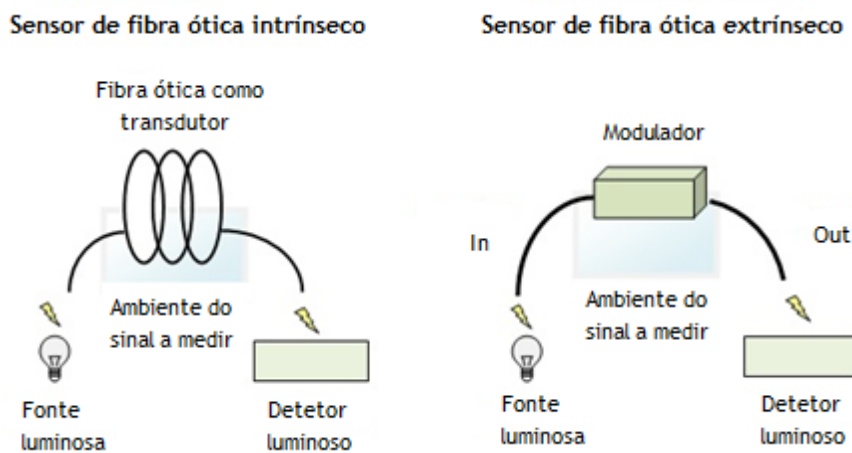 Sensor de fibra ótica intrínseco
Fibra ótica como
transdutor
Ambiente do
sinal a medir
Fonte
luminosa
Detetor
luminoso
Sensor de fibra ótica extrínseco
Modulador
In
Out
Ambiente do
sinal a medir
Fonte
luminosa
Detetor
luminoso